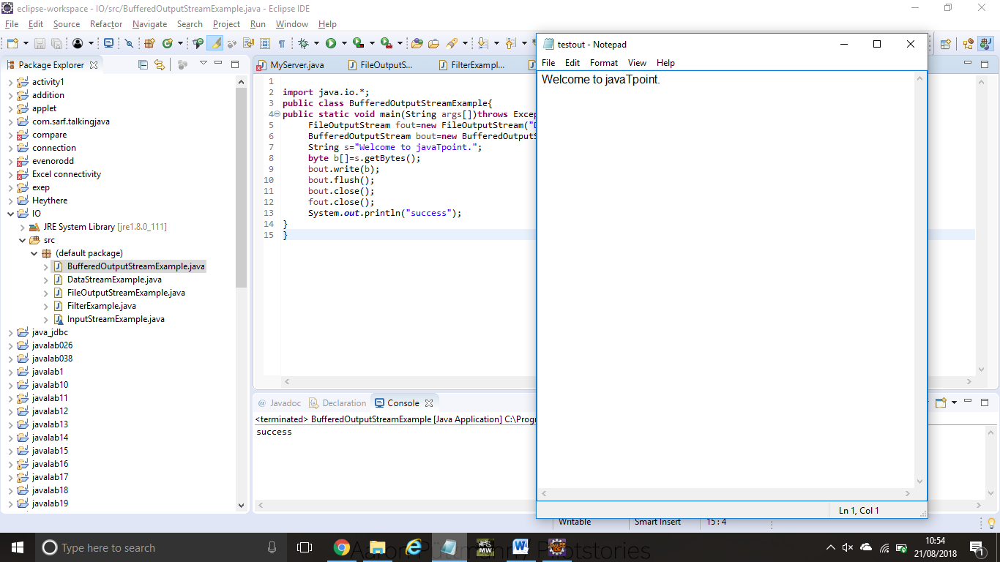 eclipse-workspace - IO/src/BufferedOutputStreamExample.java - Eclipse IDE
File Edit Source Refactor Navigate Search Project Run Window Help
Package Explorer
activity1
addition
applet
com.sarf.talkingjava
compare
connection
evenorodd
Excel connectivity
exep
Heythere
IO
JRE System Library [jre1.8.0_111]
src
(default package)
BufferedOutputStreamExample.java
DataStreamExample.java
FileOutputStreamExample.java
FilterExample.java
InputStreamExample.java
java_jdbc
javalab026
javalab038
javalab1
javalab10
javalab11
javalab12
javalab13
javalab14
javalab15
javalab16
javalab17
javalab18
javalab19
MyServer.java FileOutputS... FilterExampl...
1
2 import java.io.*;
3 public class BufferedOutputStreamExample{
4 public static void main(String args[])throws Excep
5 FileOutputStream fout=new FileOutputStream("D
6 BufferedOutputStream bout=new BufferedOutputS
7 String s="Welcome to javaTpoint.";
8 byte b[]=s.getBytes();
9 bout.write(b);
10 bout.flush();
11 bout.close();
12 fout.close();
13 System.out.println("success");
14 }
15 }
@ Javadoc Declaration Console
<terminated> BufferedOutputStreamExample [Java Application] C:\Progr
success
testout - Notepad
File Edit Format View Help
Welcome to javaTpoint.
Ln 1, Col 1
Writable Smart Insert 15 : 4
Type here to search
10:54
21/08/2018
1